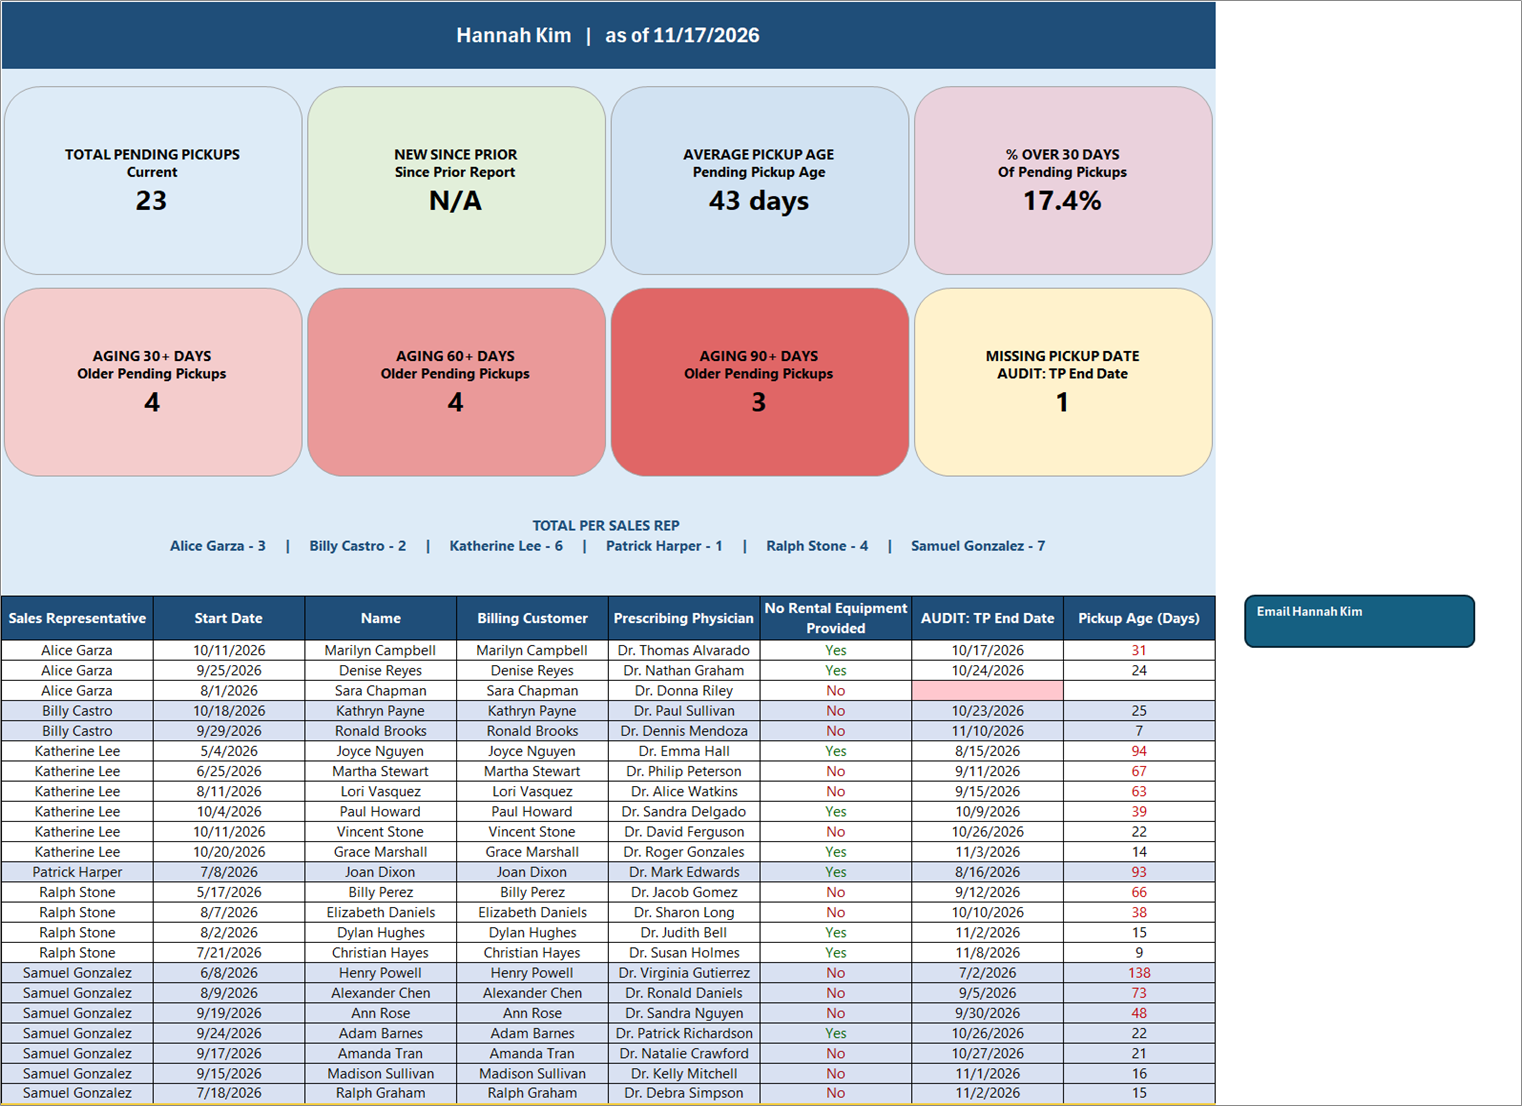 Hannah Kim | as of 11/17/2026
TOTAL PENDING PICKUPS
Current
23
NEW SINCE PRIOR
Since Prior Report
N/A
AVERAGE PICKUP AGE
Pending Pickup Age
43 days
% OVER 30 DAYS
Of Pending Pickups
17.4%
AGING 30+ DAYS
Older Pending Pickups
4
AGING 60+ DAYS
Older Pending Pickups
4
AGING 90+ DAYS
Older Pending Pickups
3
MISSING PICKUP DATE
AUDIT: TP End Date
1
TOTAL PER SALES REP
Alice Garza - 3 | Billy Castro - 2 | Katherine Lee - 6 | Patrick Harper - 1 | Ralph Stone - 4 | Samuel Gonzalez - 7
Sales Representative Start Date Name Billing Customer Prescribing Physician No Rental Equipment Provided AUDIT: TP End Date Pickup Age (Days)
Alice Garza 10/11/2026 Marilyn Campbell Marilyn Campbell Dr. Thomas Alvarado Yes 10/17/2026 31
Alice Garza 9/25/2026 Denise Reyes Denise Reyes Dr. Nathan Graham Yes 10/24/2026 24
Alice Garza 8/1/2026 Sara Chapman Sara Chapman Dr. Donna Riley No
Billy Castro 10/18/2026 Kathryn Payne Kathryn Payne Dr. Paul Sullivan No 10/23/2026 25
Billy Castro 9/29/2026 Ronald Brooks Ronald Brooks Dr. Dennis Mendoza No 11/10/2026 7
Katherine Lee 5/4/2026 Joyce Nguyen Joyce Nguyen Dr. Emma Hall Yes 8/15/2026 94
Katherine Lee 6/25/2026 Martha Stewart Martha Stewart Dr. Philip Peterson No 9/11/2026 67
Katherine Lee 8/11/2026 Lori Vasquez Lori Vasquez Dr. Alice Watkins No 9/15/2026 63
Katherine Lee 10/4/2026 Paul Howard Paul Howard Dr. Sandra Delgado Yes 10/9/2026 39
Katherine Lee 10/11/2026 Vincent Stone Vincent Stone Dr. David Ferguson No 10/26/2026 22
Katherine Lee 10/20/2026 Grace Marshall Grace Marshall Dr. Roger Gonzales Yes 11/3/2026 14
Patrick Harper 7/8/2026 Joan Dixon Joan Dixon Dr. Mark Edwards Yes 8/16/2026 93
Ralph Stone 5/17/2026 Billy Perez Billy Perez Dr. Jacob Gomez No 9/12/2026 66
Ralph Stone 8/7/2026 Elizabeth Daniels Elizabeth Daniels Dr. Sharon Long No 10/10/2026 38
Ralph Stone 8/2/2026 Dylan Hughes Dylan Hughes Dr. Judith Bell Yes 11/2/2026 15
Ralph Stone 7/21/2026 Christian Hayes Christian Hayes Dr. Susan Holmes Yes 11/8/2026 9
Samuel Gonzalez 6/8/2026 Henry Powell Henry Powell Dr. Virginia Gutierrez No 7/2/2026 138
Samuel Gonzalez 8/9/2026 Alexander Chen Alexander Chen Dr. Ronald Daniels No 9/5/2026 73
Samuel Gonzalez 9/19/2026 Ann Rose Ann Rose Dr. Sandra Nguyen No 9/30/2026 48
Samuel Gonzalez 9/24/2026 Adam Barnes Adam Barnes Dr. Patrick Richardson Yes 10/26/2026 22
Samuel Gonzalez 9/17/2026 Amanda Tran Amanda Tran Dr. Natalie Crawford No 10/27/2026 21
Samuel Gonzalez 9/15/2026 Madison Sullivan Madison Sullivan Dr. Kelly Mitchell No 11/1/2026 16
Samuel Gonzalez 7/18/2026 Ralph Graham Ralph Graham Dr. Debra Simpson No 11/2/2026 15
Email Hannah Kim